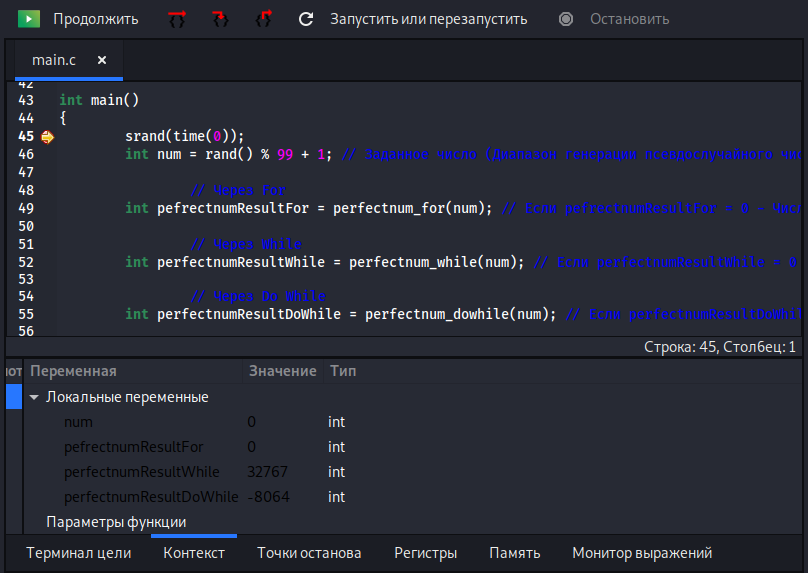 Продолжить Запустить или перезапустить Остановить
main.c
42
43 int main()
44 {
45 srand(time(0));
46 int num = rand() % 99 + 1; // Заданное число (Диапазон генерации псевдослучайного
47
48 // Через For
49 int pefrectnumResultFor = perfectnum_for(num); // Если pefrectnumResultFor = 0 -
50
51 // Через While
52 int perfectnumResultWhile = perfectnum_while(num); // Если perfectnumResultWhile = 0
53
54 // Через Do While
55 int perfectnumResultDoWhile = perfectnum_dowhile(num); // Если
56
Строка: 45, Столбец: 1
Переменная Значение Тип
Локальные переменные
num 0 int
pefrectnumResultFor 0 int
perfectnumResultWhile 32767 int
perfectnumResultDoWhile -8064 int
Параметры функции
Терминал цели Контекст Точки останова Регистры Память Монитор выражений